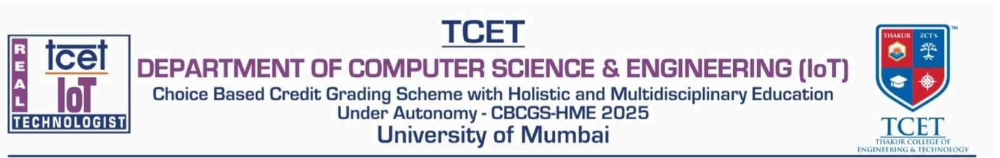 REAL
tcet
IoT
TECHNOLOGIST
TCET
DEPARTMENT OF COMPUTER SCIENCE & ENGINEERING (IoT)
Choice Based Credit Grading Scheme with Holistic and Multidisciplinary Education
Under Autonomy - CBCGS-HME 2025
University of Mumbai
THAKUR ZCT's
TM
TCET
THAKUR COLLEGE OF
ENGINEERING & TECHNOLOGY